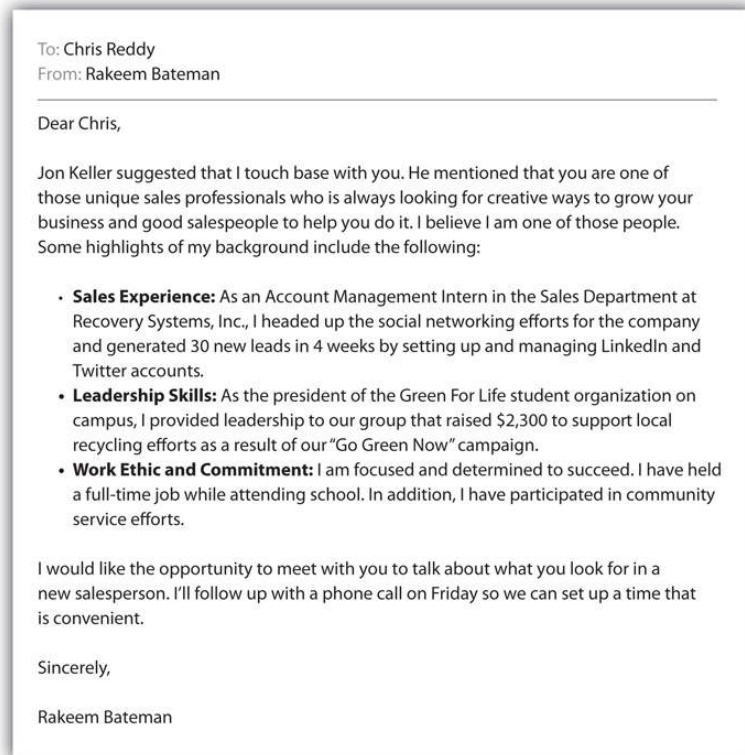 To: Chris Reddy
From: Rakeem Bateman
Dear Chris,
Jon Keller suggested that I touch base with you. He mentioned that you are one of
those unique sales professionals who is always looking for creative ways to grow your
business and good salespeople to help you do it. I believe I am one of those people.
Some highlights of my background include the following:
• Sales Experience: As an Account Management Intern in the Sales Department at
Recovery Systems, Inc., I headed up the social networking efforts for the company
and generated 30 new leads in 4 weeks by setting up and managing LinkedIn and
Twitter accounts.
• Leadership Skills: As the president of the Green For Life student organization on
campus, I provided leadership to our group that raised $2,300 to support local
recycling efforts as a result of our “Go Green Now” campaign.
• Work Ethic and Commitment: I am focused and determined to succeed. I have held
a full-time job while attending school. In addition, I have participated in community
service efforts.
I would like the opportunity to meet with you to talk about what you look for in a
new salesperson. I’ll follow up with a phone call on Friday so we can set up a time that
is convenient.
Sincerely,
Rakeem Bateman